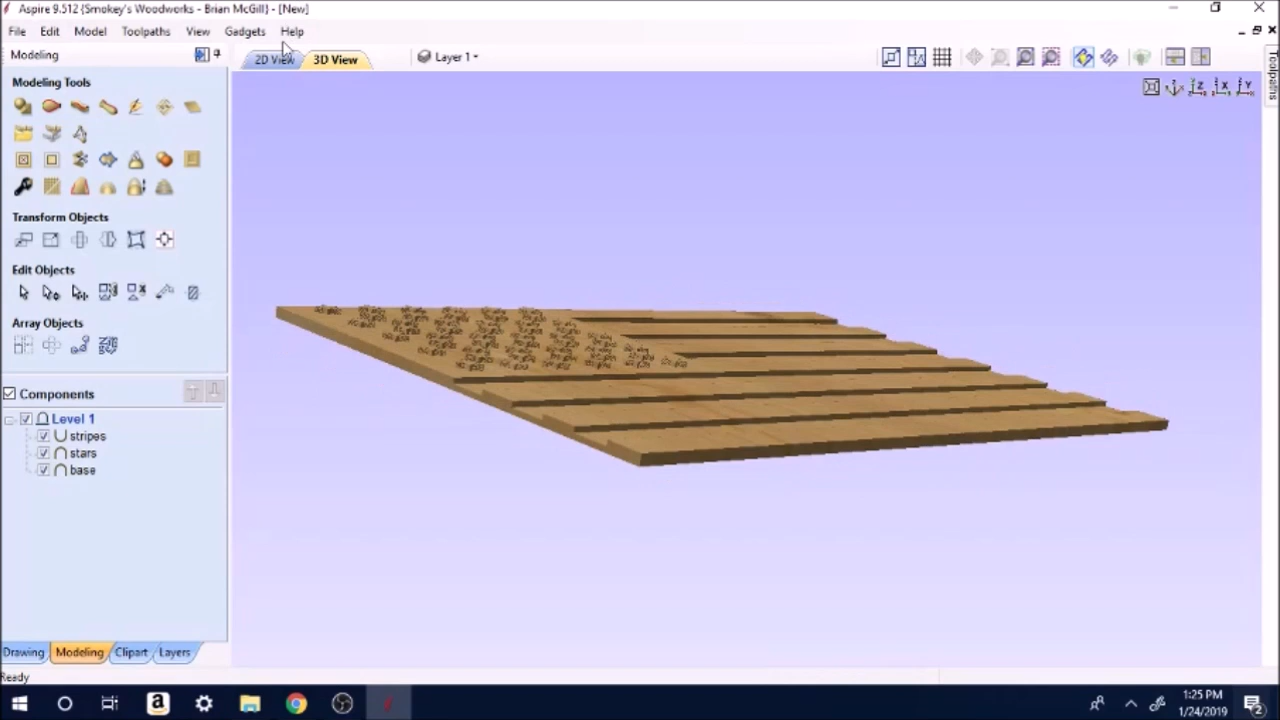 Aspire 9.512 {Smokey's Woodworks - Brian McGill} - [New]
File Edit Model Toolpaths View Gadgets Help
Modeling
2D View 3D View Layer 1
Toolpaths
Modeling Tools
Transform Objects
Edit Objects
Array Objects
Components
Level 1
stripes
stars
base
Drawing Modeling Clipart Layers
Ready
1:25 PM
1/24/2019
2